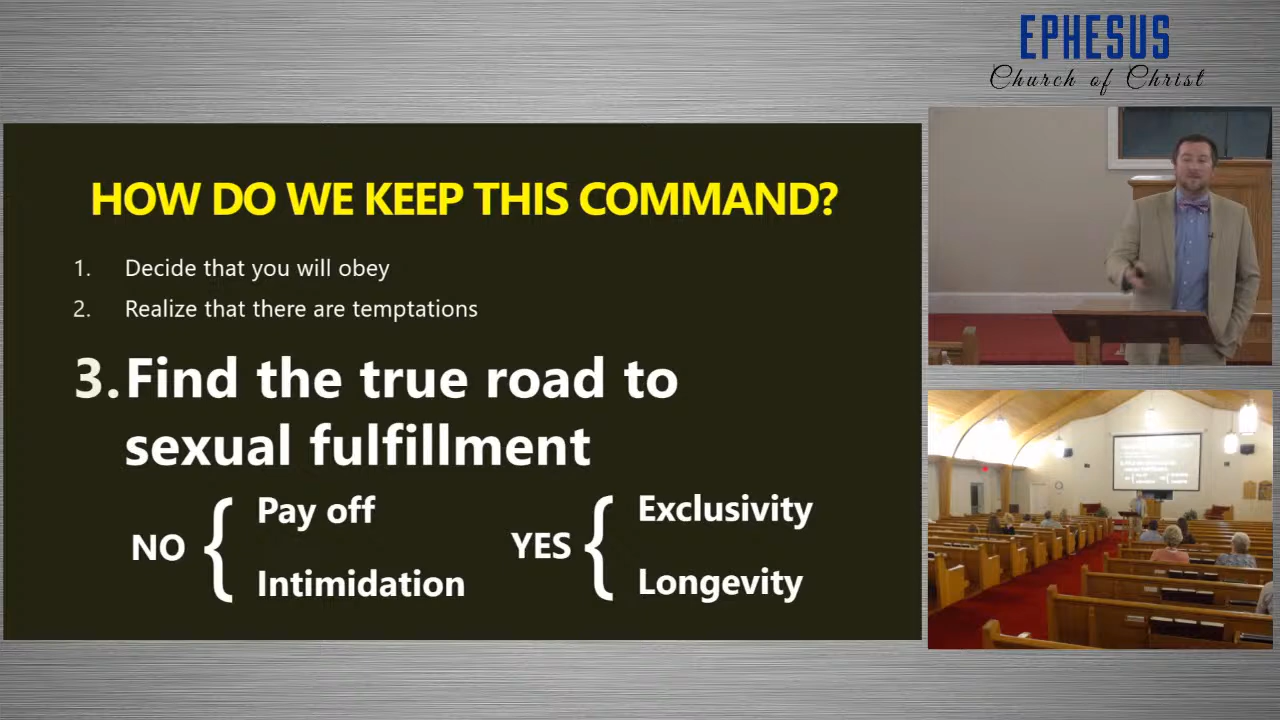 EPHESUS
Church of Christ
HOW DO WE KEEP THIS COMMAND?
1. Decide that you will obey
2. Realize that there are temptations
3. Find the true road to
sexual fulfillment
NO { Pay off
Intimidation
YES { Exclusivity
Longevity